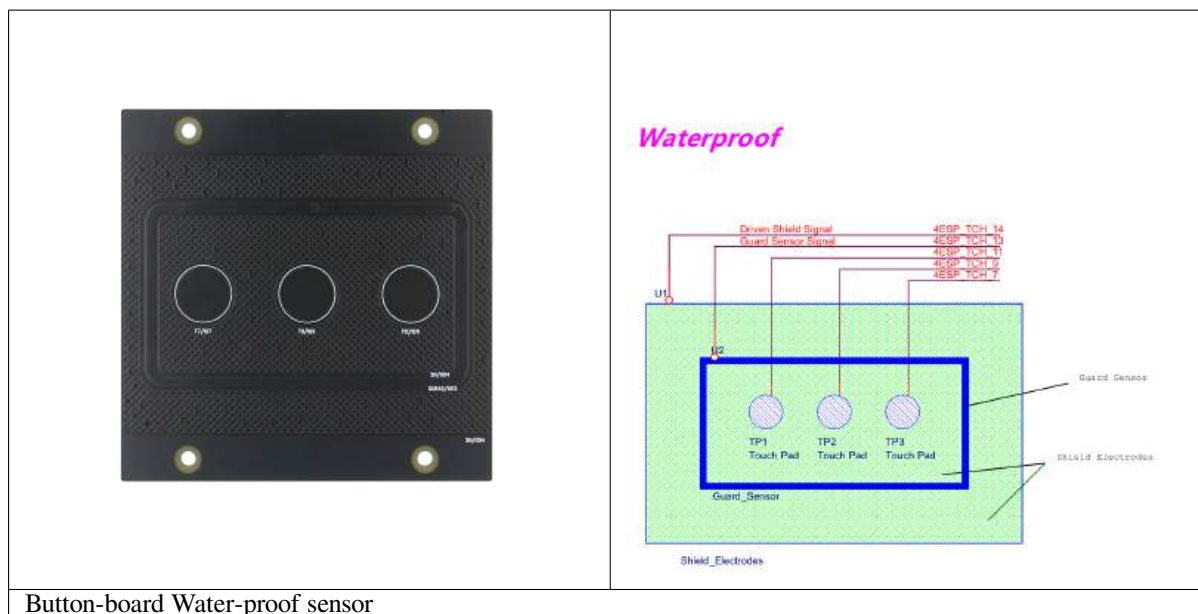 Waterproof
Driven Shield Signal 4ESP_TCH_14
Guard Sensor Signal 4ESP_TCH_13
4ESP_TCH_11
4ESP_TCH_9
4ESP_TCH_7
U1
U2
Guard Sensor
TP1 TP2 TP3
Touch Pad Touch Pad Touch Pad
Shield Electrodes
Guard_Sensor
Shield_Electrodes
Button-board Water-proof sensor